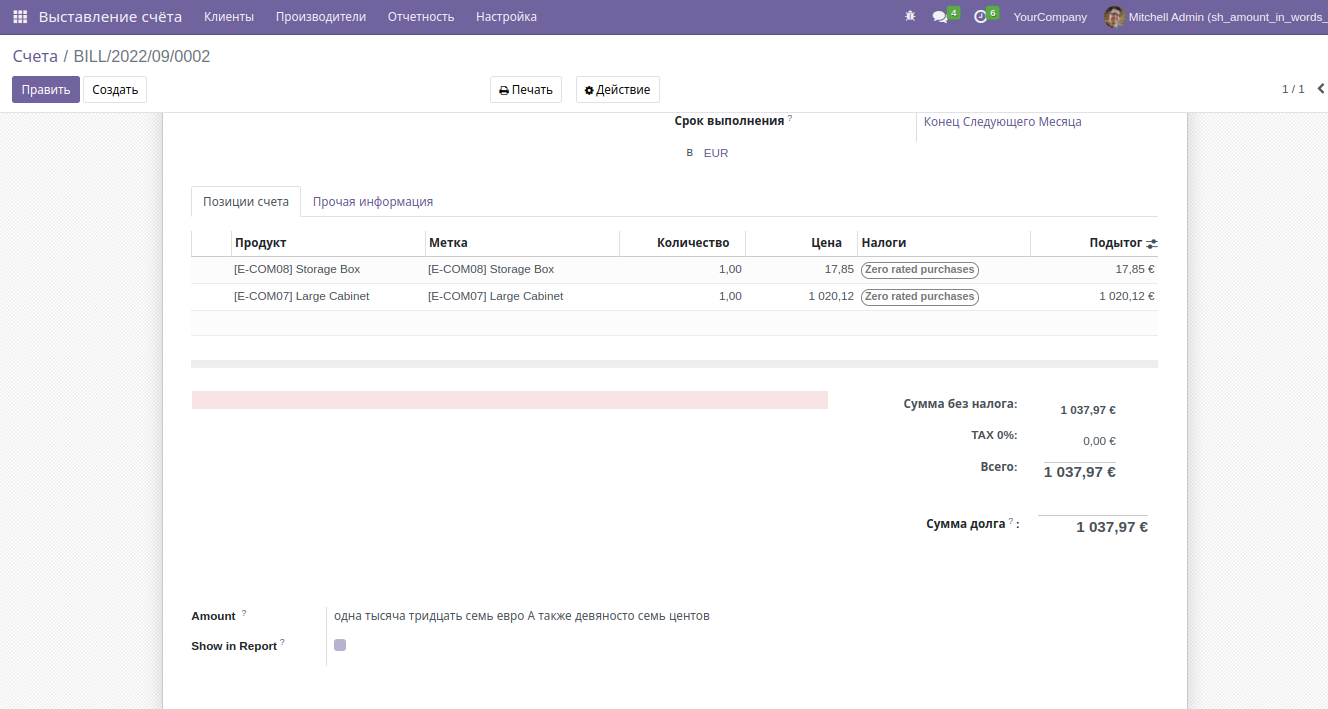 Выставление счёта Клиенты Производители Отчетность Настройка 4 6 YourCompany Mitchell Admin (sh_amount_in_words_
Счета / BILL/2022/09/0002
Править Создать Печать Действие 1 / 1
Срок выполнения ? Конец Следующего Месяца
в EUR
Позиции счета Прочая информация
Продукт Метка Количество Цена Налоги Подытог
[E-COM08] Storage Box [E-COM08] Storage Box 1,00 17,85 Zero rated purchases 17,85 €
[E-COM07] Large Cabinet [E-COM07] Large Cabinet 1,00 1 020,12 Zero rated purchases 1 020,12 €
Сумма без налога: 1 037,97 €
TAX 0%: 0,00 €
Всего: 1 037,97 €
Сумма долга ? : 1 037,97 €
Amount ? одна тысяча тридцать семь евро А также девяносто семь центов
Show in Report ?